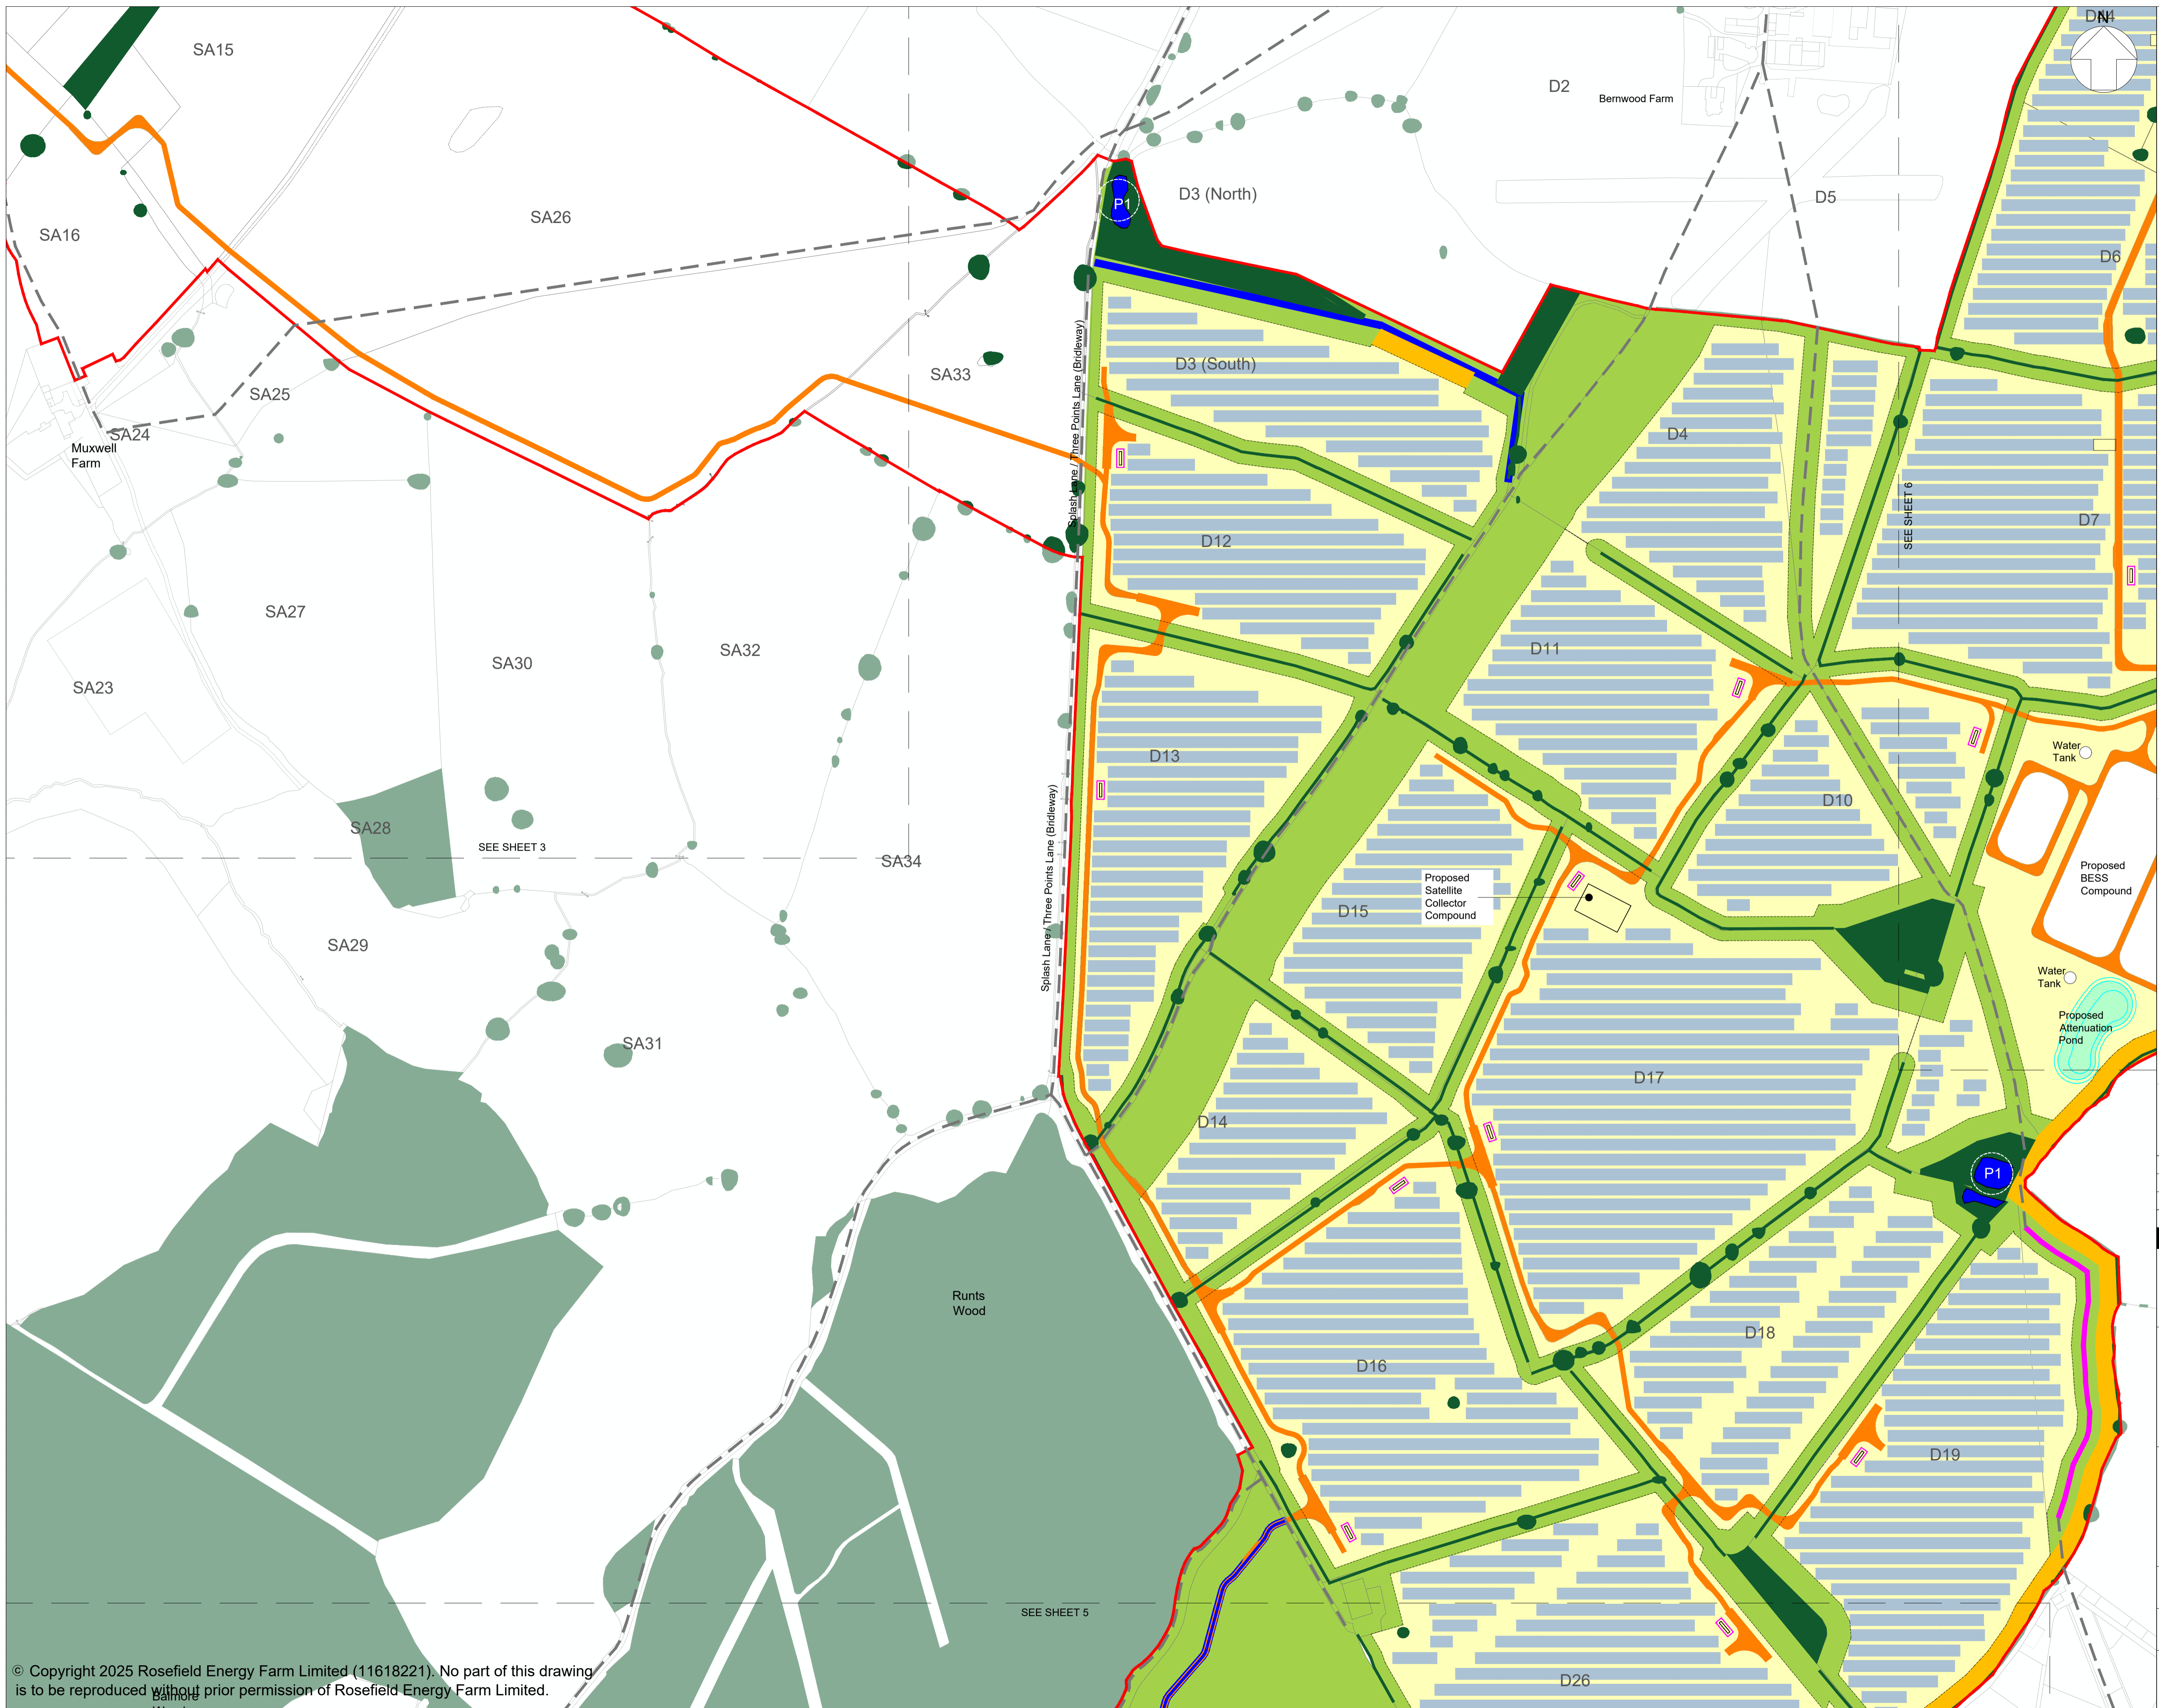 SA15
D2
D14
N
Bernwood Farm
SA16
SA26
D3 (North)
P1
D5
D6
Splash Lane / Three Points Lane (Bridleway)
D3 (South)
SA33
SA25
SA24
Muxwell
Farm
D4
SEE SHEET 6
D7
D12
SA27
SA30
SA32
D11
SA23
D13
Water
Tank
D10
SA28
SEE SHEET 3
SA34
Splash Lane / Three Points Lane (Bridleway)
Proposed
Satellite
Collector
Compound
D15
Proposed
BESS
Compound
SA29
Water
Tank
Proposed
Attenuation
Pond
SA31
D17
D14
P1
Runts
Wood
D16
D18
D19
SEE SHEET 5
D26
© Copyright 2025 Rosefield Energy Farm Limited (11618221). No part of this drawing
is to be reproduced without prior permission of Rosefield Energy Farm Limited.
Balmore